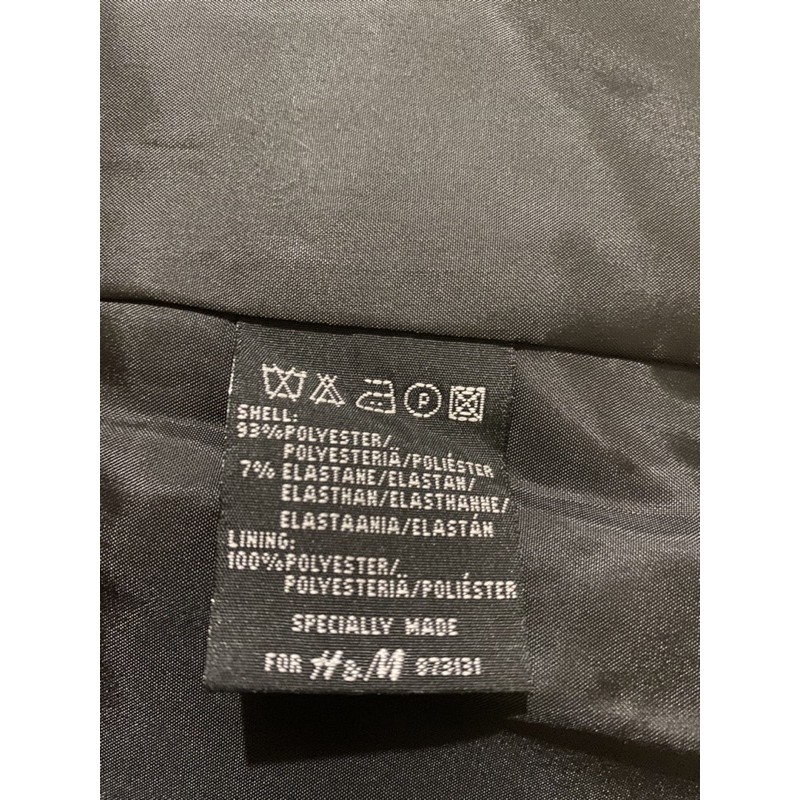 P
SHELL:
93%POLYESTER/
POLYESTERIÄ/POLIÉSTER
7% ELASTANE/ELASTAN/
ELASTHAN/ELASTHANNE/
ELASTAANIA/ELASTÁN
LINING:
100%POLYESTER/
POLYESTERIÄ/POLIÉSTER
SPECIALLY MADE
FOR H&M 873131